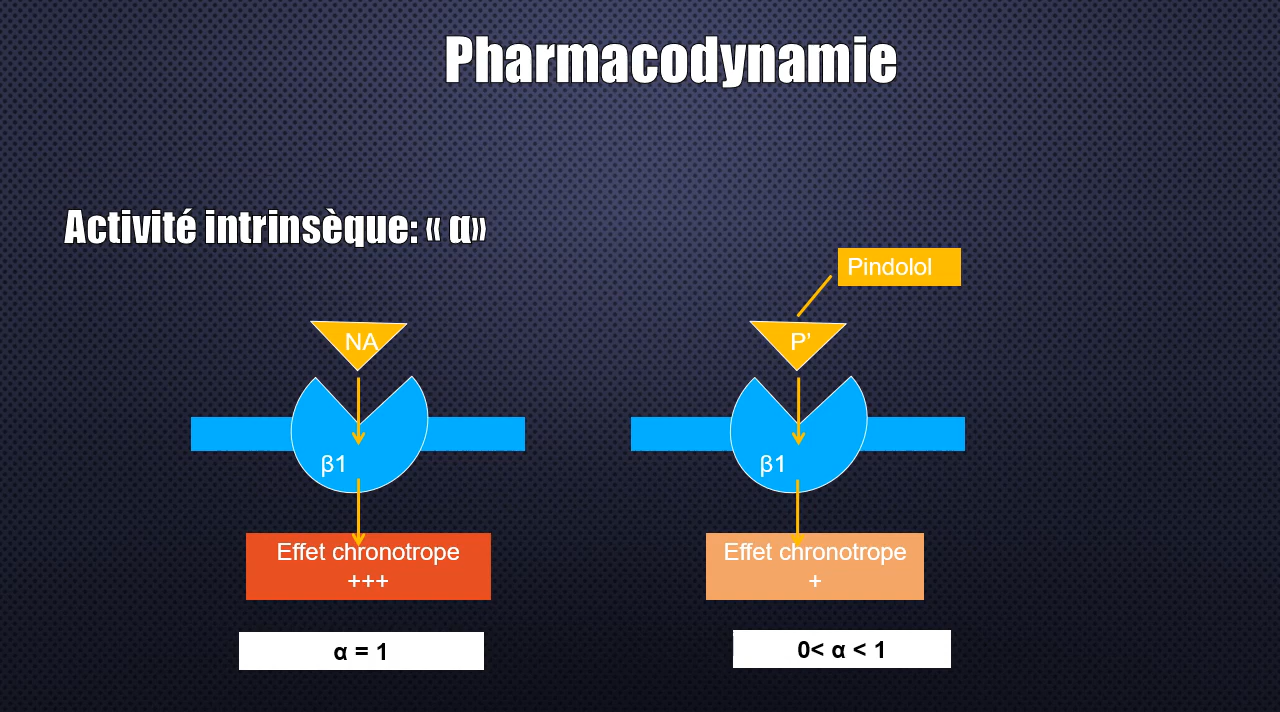 Pharmacodynamie
Activité intrinsèque: « α»
Pindolol
NA
P’
β1
β1
Effet chronotrope
+++
Effet chronotrope
+
α = 1
0< α < 1